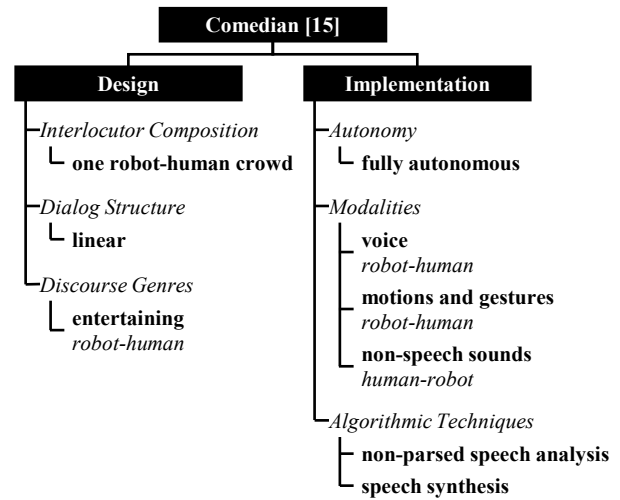 Comedian [15]
Design
Interlocutor Composition
one robot-human crowd
Dialog Structure
linear
Discourse Genres
entertaining
robot-human
Implementation
Autonomy
fully autonomous
Modalities
voice
robot-human
motions and gestures
robot-human
non-speech sounds
human-robot
Algorithmic Techniques
non-parsed speech analysis
speech synthesis